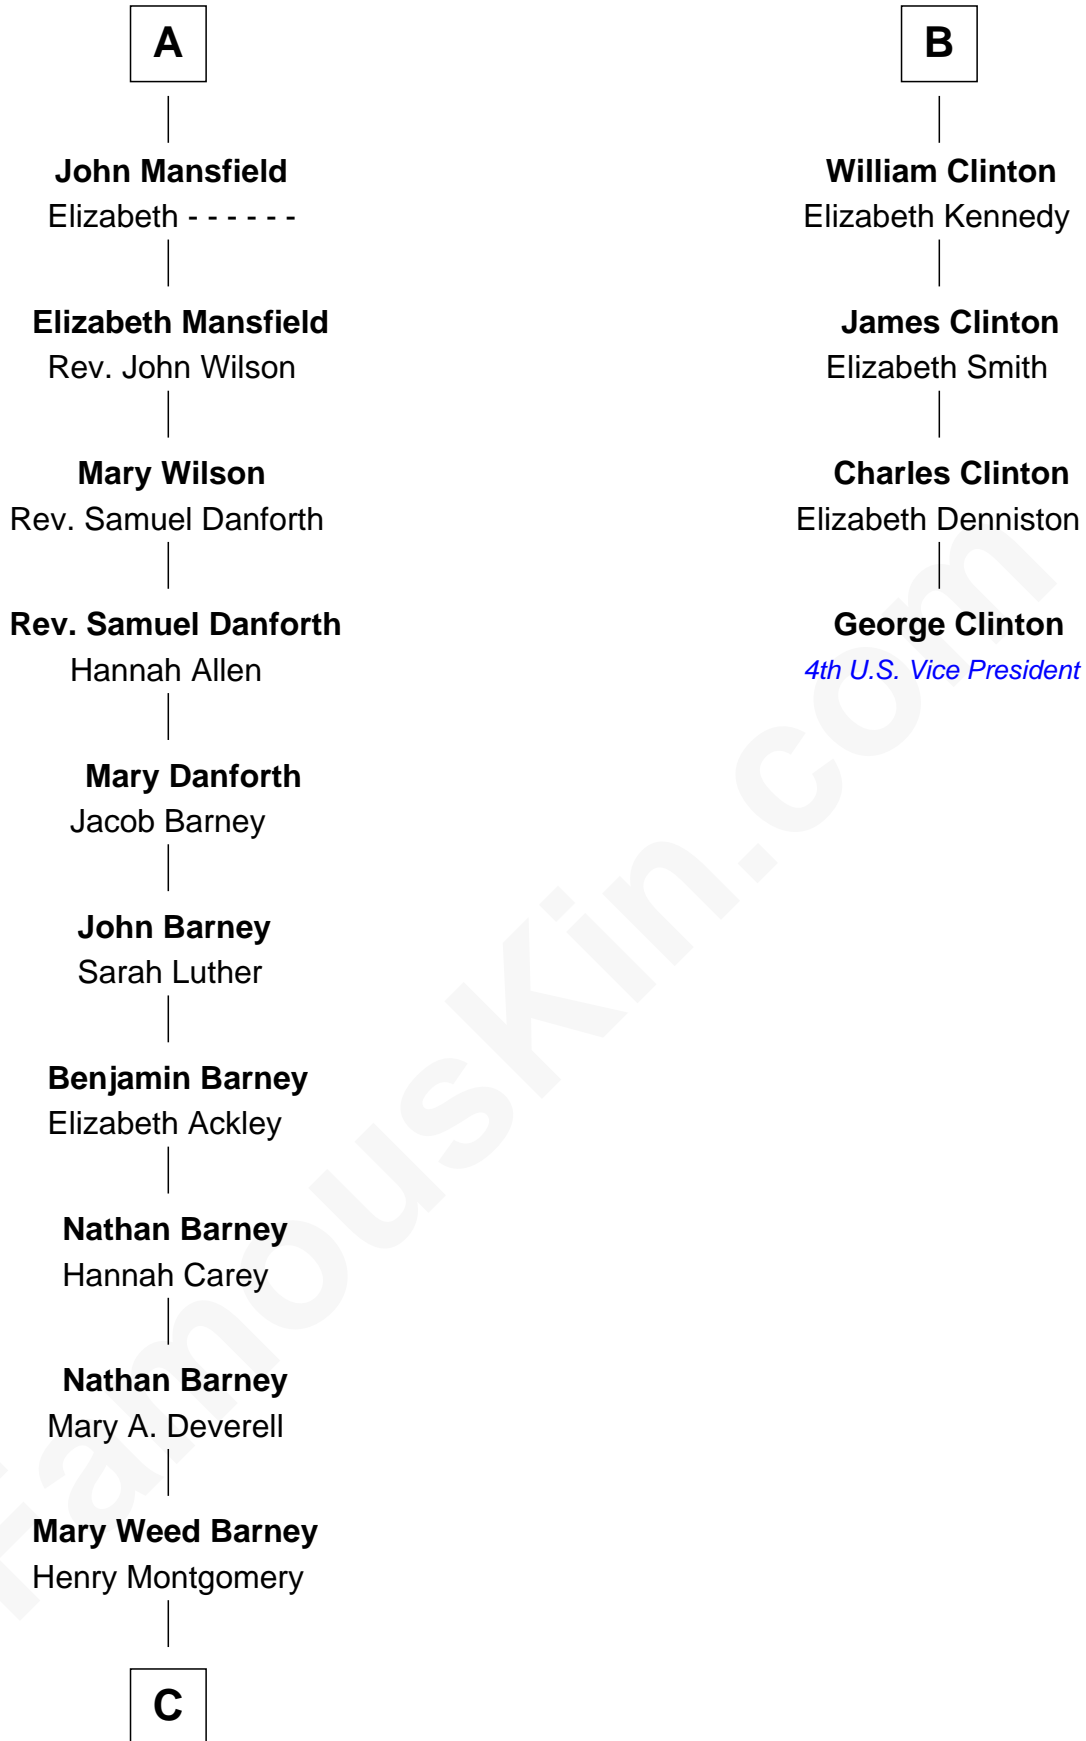 A
John Mansfield
Elizabeth - - - - - -
Elizabeth Mansfield
Rev. John Wilson
Mary Wilson
Rev. Samuel Danforth
Rev. Samuel Danforth
Hannah Allen
Mary Danforth
Jacob Barney
John Barney
Sarah Luther
Benjamin Barney
Elizabeth Ackley
Nathan Barney
Hannah Carey
Nathan Barney
Mary A. Deverell
Mary Weed Barney
Henry Montgomery
C
B
William Clinton
Elizabeth Kennedy
James Clinton
Elizabeth Smith
Charles Clinton
Elizabeth Denniston
George Clinton
4th U.S. Vice President
FamousKin.com